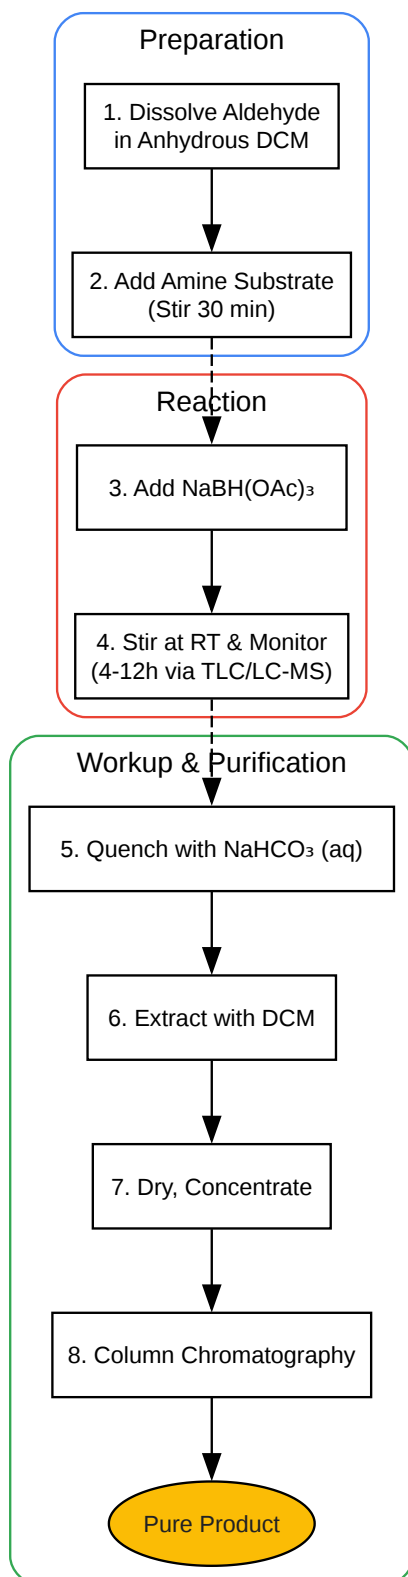 Preparation
1. Dissolve Aldehyde
in Anhydrous DCM
2. Add Amine Substrate
(Stir 30 min)
Reaction
3. Add NaBH(OAc)₃
4. Stir at RT & Monitor
(4-12h via TLC/LC-MS)
Workup & Purification
5. Quench with NaHCO₃ (aq)
6. Extract with DCM
7. Dry, Concentrate
8. Column Chromatography
Pure Product